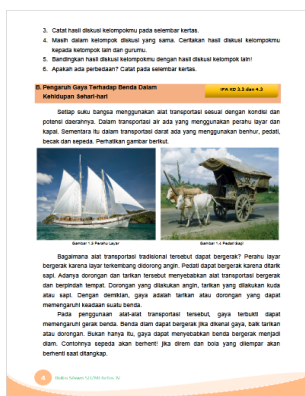 3. Catat hasil diskusi kelompokmu pada selembar kertas.
4. Masih dalam kelompok diskusi yang sama. Ceritakan hasil diskusi kelompokmu
kepada kelompok lain dan gurumu.
5. Bandingkan hasil diskusi kelompokmu dengan hasil diskusi kelompok lain!
6. Apakah ada perbedaan? Catat pada selembar kertas.
B. Pengaruh Gaya Terhadap Benda Dalam
Kehidupan Sehari-hari
IPA KD 3.3 dan 4.3
Setiap suku bangsa menggunakan alat transportasi sesuai dengan kondisi dan
potensi daerahnya. Dalam transportasi air ada yang menggunakan perahu layar dan
kapal. Sementara itu dalam transportasi darat ada yang menggunakan benhur, pedati,
becak dan sepeda. Perhatikan gambar berikut.
Gambar 1.3 Perahu Layar
Gambar 1.4 Pedati Sapi
Bagaimana alat transportasi tradisional tersebut dapat bergerak? Perahu layar
bergerak karena layar terkembang didorong angin. Pedati dapat bergerak karena ditarik
sapi. Adanya dorongan dan tarikan tersebut menyebabkan alat transportasi bergerak
dan berpindah tempat. Dorongan yang dilakukan angin, tarikan yang dilakukan kuda
atau sapi. Dengan demikian, gaya adalah tarikan atau dorongan yang dapat
memengaruhi keadaan suatu benda.
Pada penggunaan alat-alat transportasi tersebut, gaya terbukti dapat
memengaruhi gerak benda. Benda diam dapat bergerak jika dikenai gaya, baik tarikan
atau dorongan. Bukan hanya itu, gaya dapat menyebabkan benda bergerak menjadi
diam. Contohnya sepeda akan berhenti jika direm dan bola yang dilempar akan
berhenti saat ditangkap.